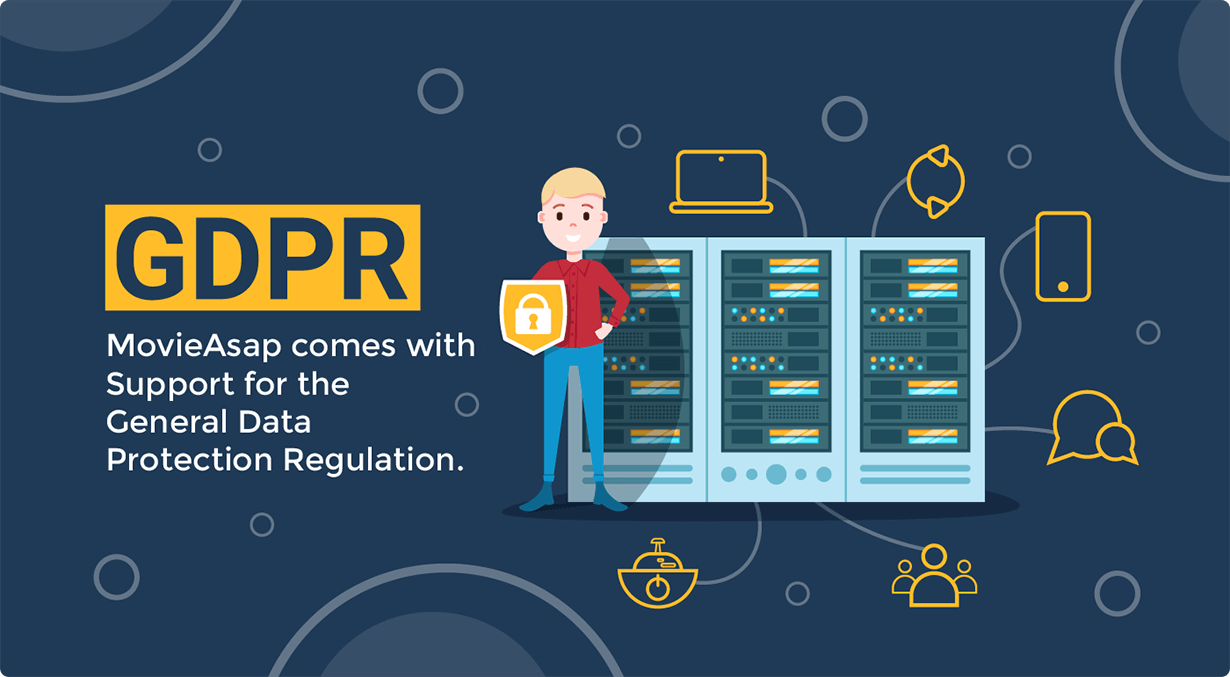 GDPR
MovieAsap comes with
Support for the
General Data
Protection Regulation.